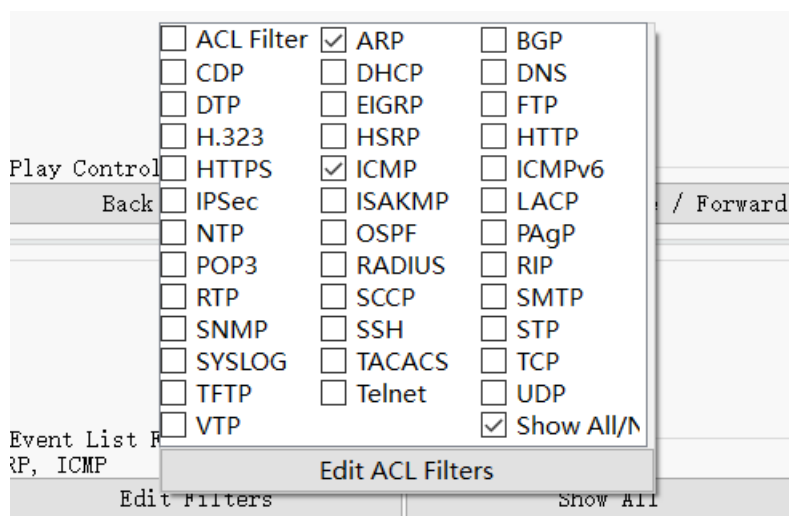 ACL Filter ARP BGP
CDP DHCP DNS
DTP EIGRP FTP
H.323 HSRP HTTP
Play Control HTTPS ICMP ICMPv6
Back IPSec ISAKMP LACP / Forward
NTP OSPF PAgP
POP3 RADIUS RIP
RTP SCCP SMTP
SNMP SSH STP
SYSLOG TACACS TCP
TFTP Telnet UDP
Event List F VTP Show All/N
RP, ICMP
Edit ACL Filters
Edit Filters Show All